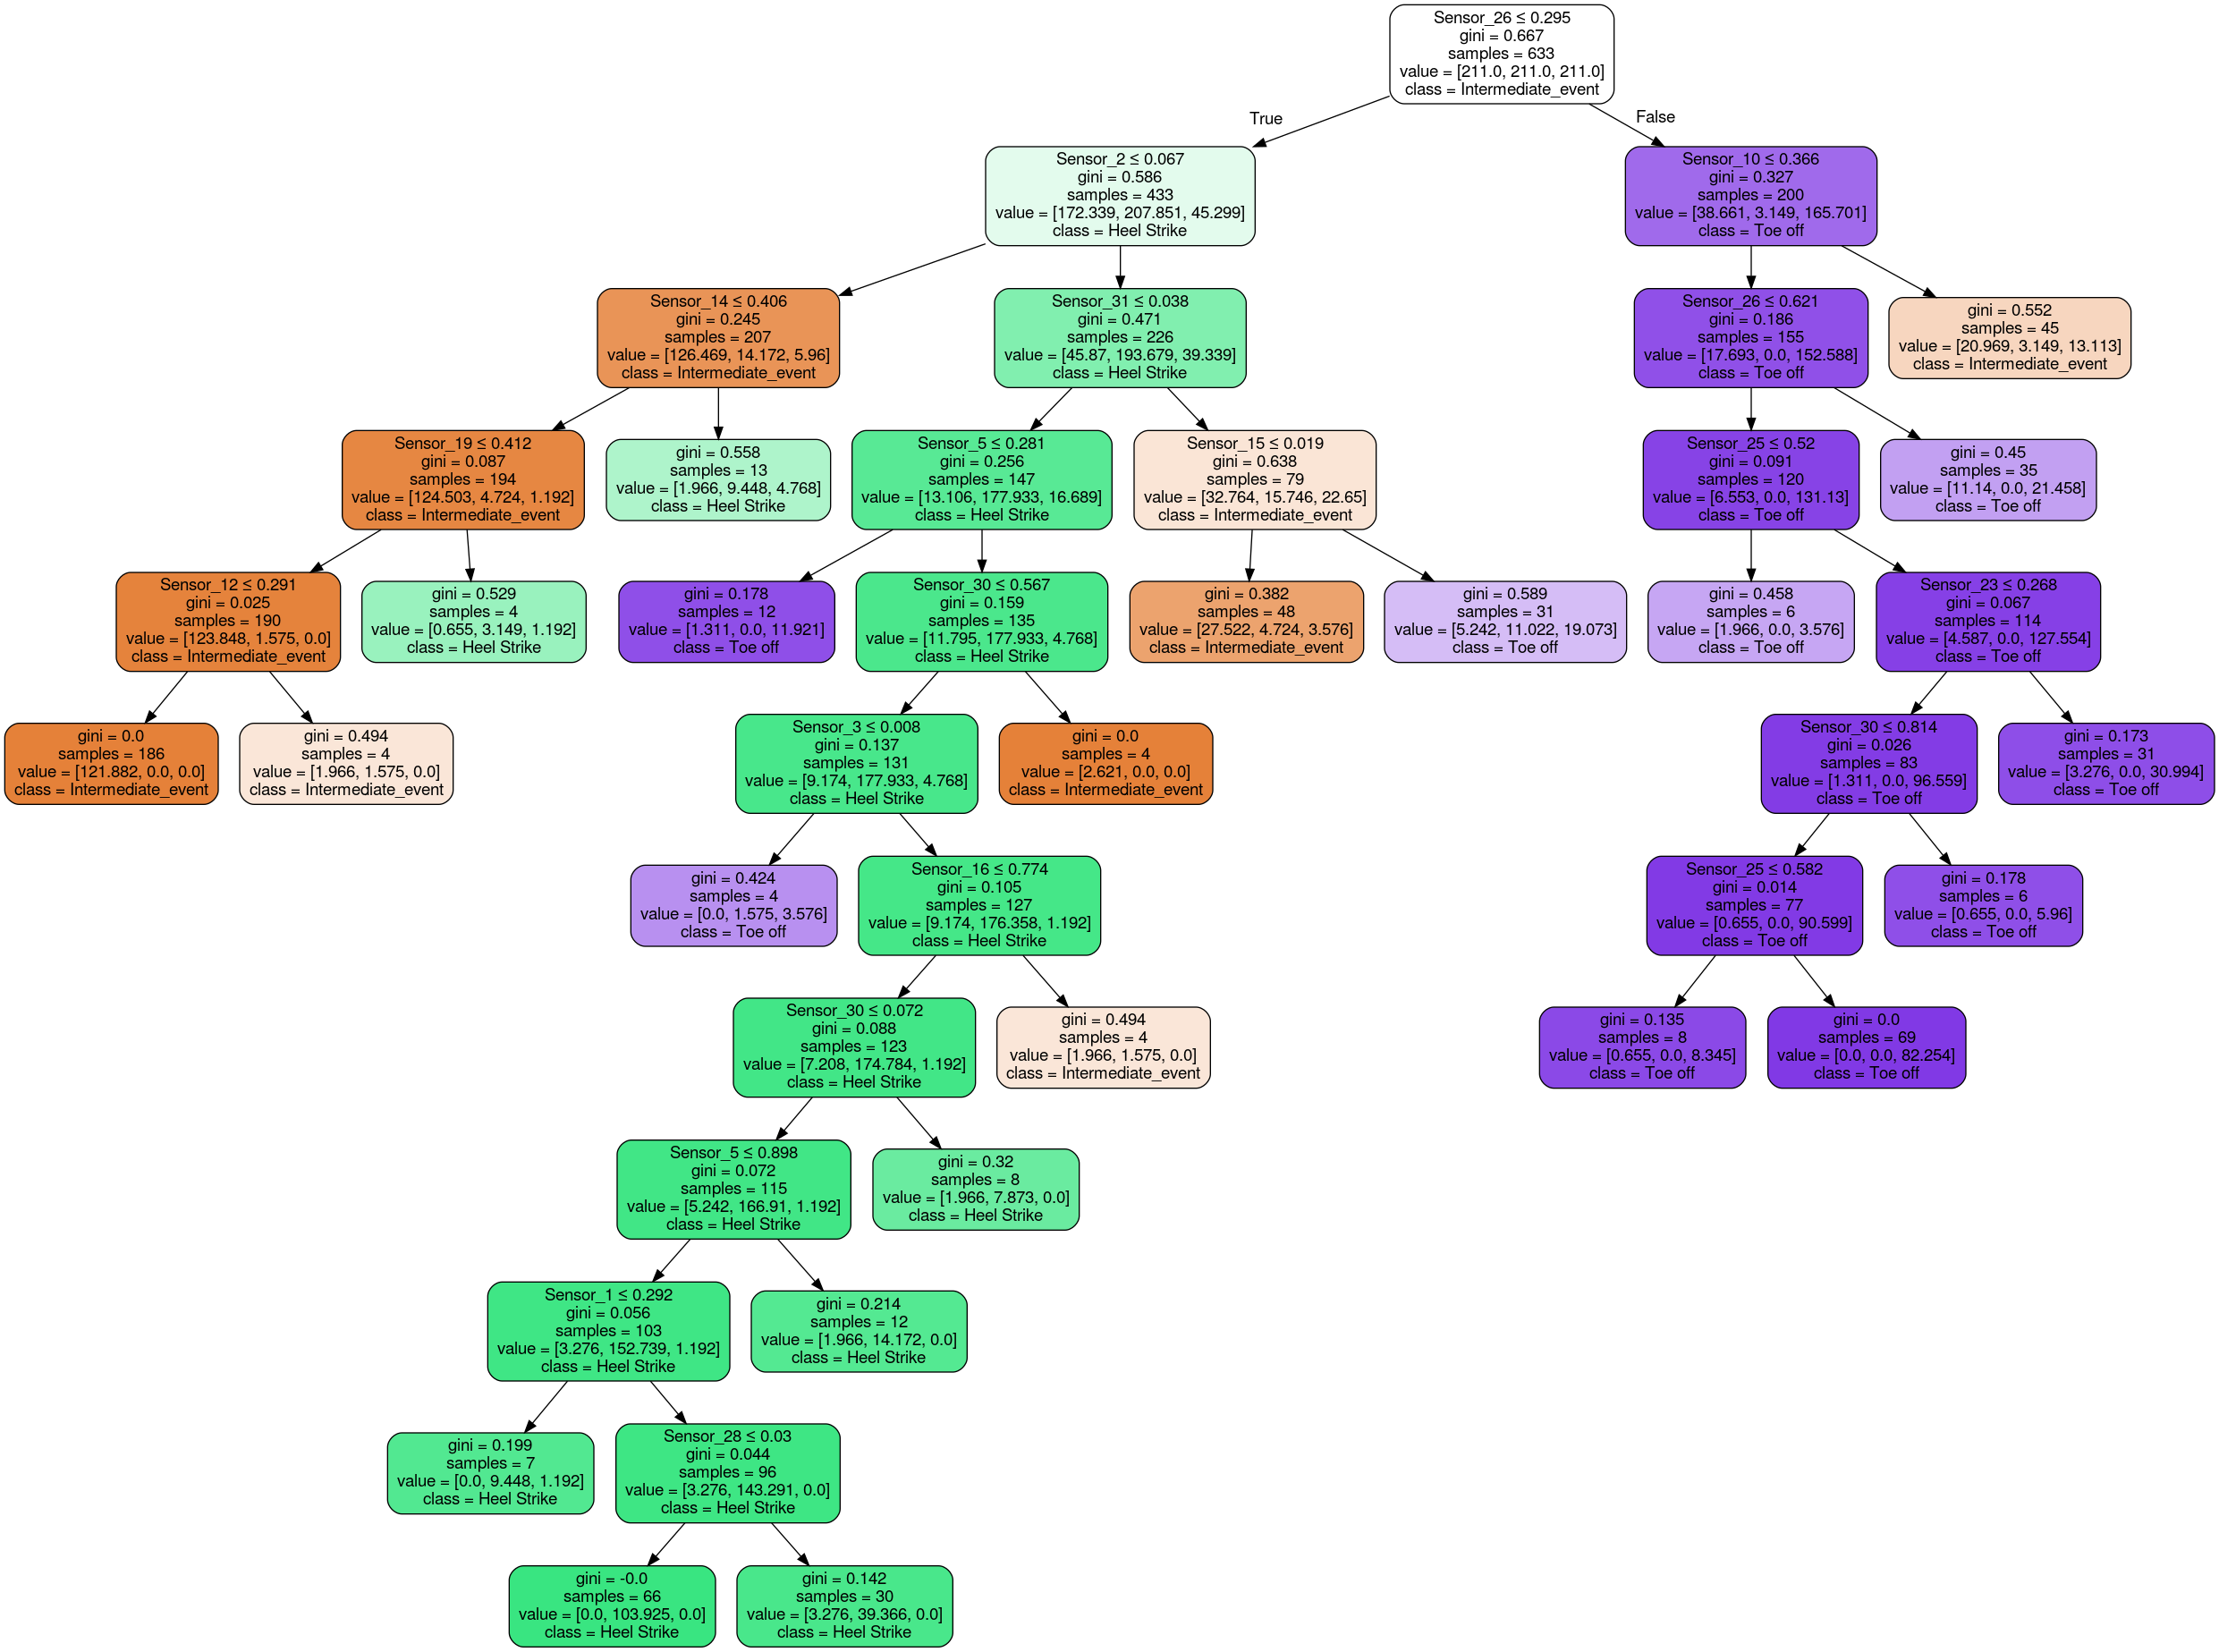 Sensor_26 ≤ 0.295
gini = 0.667
samples = 633
value = [211.0, 211.0, 211.0]
class = Intermediate_event
True
False
Sensor_2 ≤ 0.067
gini = 0.586
samples = 433
value = [172.339, 207.851, 45.299]
class = Heel Strike
Sensor_10 ≤ 0.366
gini = 0.327
samples = 200
value = [38.661, 3.149, 165.701]
class = Toe off
Sensor_14 ≤ 0.406
gini = 0.245
samples = 207
value = [126.469, 14.172, 5.96]
class = Intermediate_event
Sensor_31 ≤ 0.038
gini = 0.471
samples = 226
value = [45.87, 193.679, 39.339]
class = Heel Strike
Sensor_26 ≤ 0.621
gini = 0.186
samples = 155
value = [17.693, 0.0, 152.588]
class = Toe off
gini = 0.552
samples = 45
value = [20.969, 3.149, 13.113]
class = Intermediate_event
Sensor_19 ≤ 0.412
gini = 0.087
samples = 194
value = [124.503, 4.724, 1.192]
class = Intermediate_event
gini = 0.558
samples = 13
value = [1.966, 9.448, 4.768]
class = Heel Strike
Sensor_5 ≤ 0.281
gini = 0.256
samples = 147
value = [13.106, 177.933, 16.689]
class = Heel Strike
Sensor_15 ≤ 0.019
gini = 0.638
samples = 79
value = [32.764, 15.746, 22.65]
class = Intermediate_event
Sensor_25 ≤ 0.52
gini = 0.091
samples = 120
value = [6.553, 0.0, 131.13]
class = Toe off
gini = 0.45
samples = 35
value = [11.14, 0.0, 21.458]
class = Toe off
Sensor_12 ≤ 0.291
gini = 0.025
samples = 190
value = [123.848, 1.575, 0.0]
class = Intermediate_event
gini = 0.529
samples = 4
value = [0.655, 3.149, 1.192]
class = Heel Strike
gini = 0.178
samples = 12
value = [1.311, 0.0, 11.921]
class = Toe off
Sensor_30 ≤ 0.567
gini = 0.159
samples = 135
value = [11.795, 177.933, 4.768]
class = Heel Strike
gini = 0.382
samples = 48
value = [27.522, 4.724, 3.576]
class = Intermediate_event
gini = 0.589
samples = 31
value = [5.242, 11.022, 19.073]
class = Toe off
gini = 0.458
samples = 6
value = [1.966, 0.0, 3.576]
class = Toe off
Sensor_23 ≤ 0.268
gini = 0.067
samples = 114
value = [4.587, 0.0, 127.554]
class = Toe off
gini = 0.0
samples = 186
value = [121.882, 0.0, 0.0]
class = Intermediate_event
gini = 0.494
samples = 4
value = [1.966, 1.575, 0.0]
class = Intermediate_event
Sensor_3 ≤ 0.008
gini = 0.137
samples = 131
value = [9.174, 177.933, 4.768]
class = Heel Strike
gini = 0.0
samples = 4
value = [2.621, 0.0, 0.0]
class = Intermediate_event
Sensor_30 ≤ 0.814
gini = 0.026
samples = 83
value = [1.311, 0.0, 96.559]
class = Toe off
gini = 0.173
samples = 31
value = [3.276, 0.0, 30.994]
class = Toe off
gini = 0.424
samples = 4
value = [0.0, 1.575, 3.576]
class = Toe off
Sensor_16 ≤ 0.774
gini = 0.105
samples = 127
value = [9.174, 176.358, 1.192]
class = Heel Strike
Sensor_25 ≤ 0.582
gini = 0.014
samples = 77
value = [0.655, 0.0, 90.599]
class = Toe off
gini = 0.178
samples = 6
value = [0.655, 0.0, 5.96]
class = Toe off
Sensor_30 ≤ 0.072
gini = 0.088
samples = 123
value = [7.208, 174.784, 1.192]
class = Heel Strike
gini = 0.494
samples = 4
value = [1.966, 1.575, 0.0]
class = Intermediate_event
gini = 0.135
samples = 8
value = [0.655, 0.0, 8.345]
class = Toe off
gini = 0.0
samples = 69
value = [0.0, 0.0, 82.254]
class = Toe off
Sensor_5 ≤ 0.898
gini = 0.072
samples = 115
value = [5.242, 166.91, 1.192]
class = Heel Strike
gini = 0.32
samples = 8
value = [1.966, 7.873, 0.0]
class = Heel Strike
Sensor_1 ≤ 0.292
gini = 0.056
samples = 103
value = [3.276, 152.739, 1.192]
class = Heel Strike
gini = 0.214
samples = 12
value = [1.966, 14.172, 0.0]
class = Heel Strike
gini = 0.199
samples = 7
value = [0.0, 9.448, 1.192]
class = Heel Strike
Sensor_28 ≤ 0.03
gini = 0.044
samples = 96
value = [3.276, 143.291, 0.0]
class = Heel Strike
gini = -0.0
samples = 66
value = [0.0, 103.925, 0.0]
class = Heel Strike
gini = 0.142
samples = 30
value = [3.276, 39.366, 0.0]
class = Heel Strike